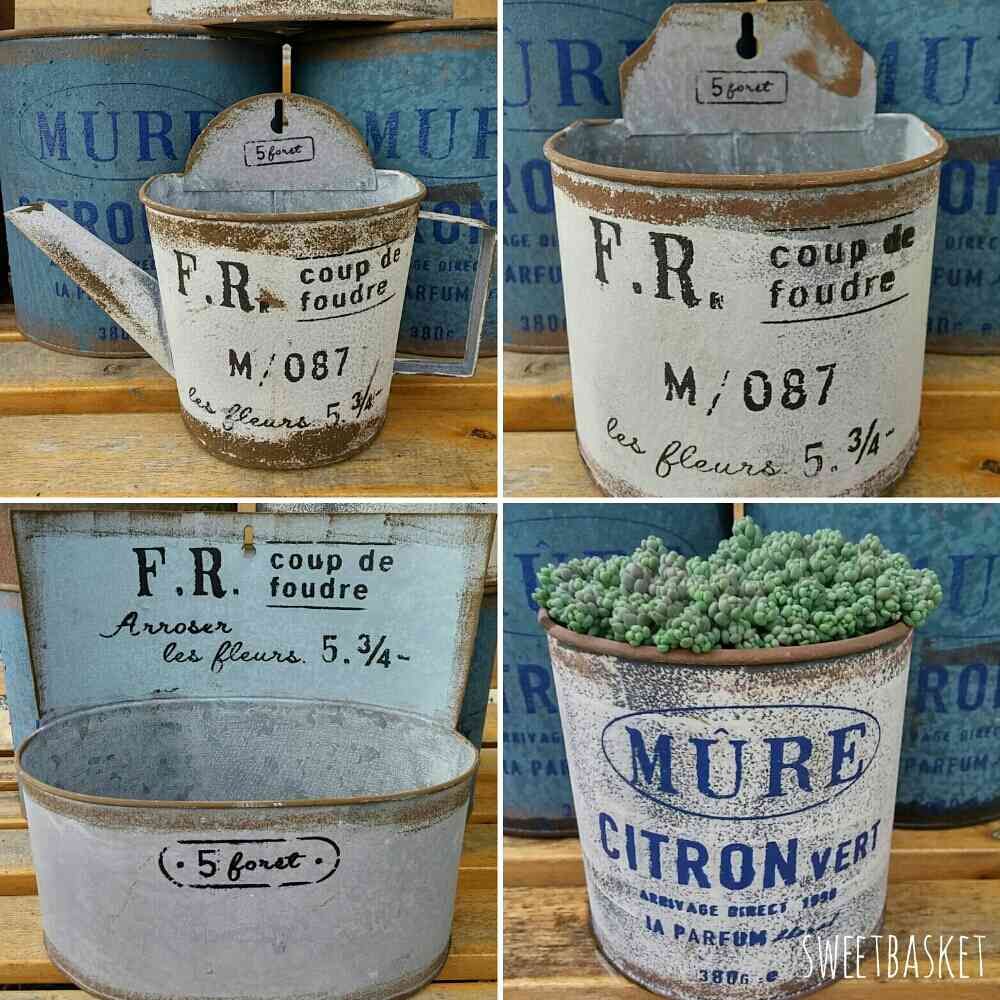 MÛRE
5 foret
F.R.
coup de
foudre
M/087
les fleurs. 5. 3/4-
5 foret
F.R.
coup de
foudre
M/087
les fleurs. 5. 3/4-
F.R.
coup de
foudre
Arroser
les fleurs. 5. 3/4-
· 5 foret ·
MÛRE
CITRON VERT
ARRIVAGE DIRECT
LA PARFUM
380G .e
SWEETBASKET